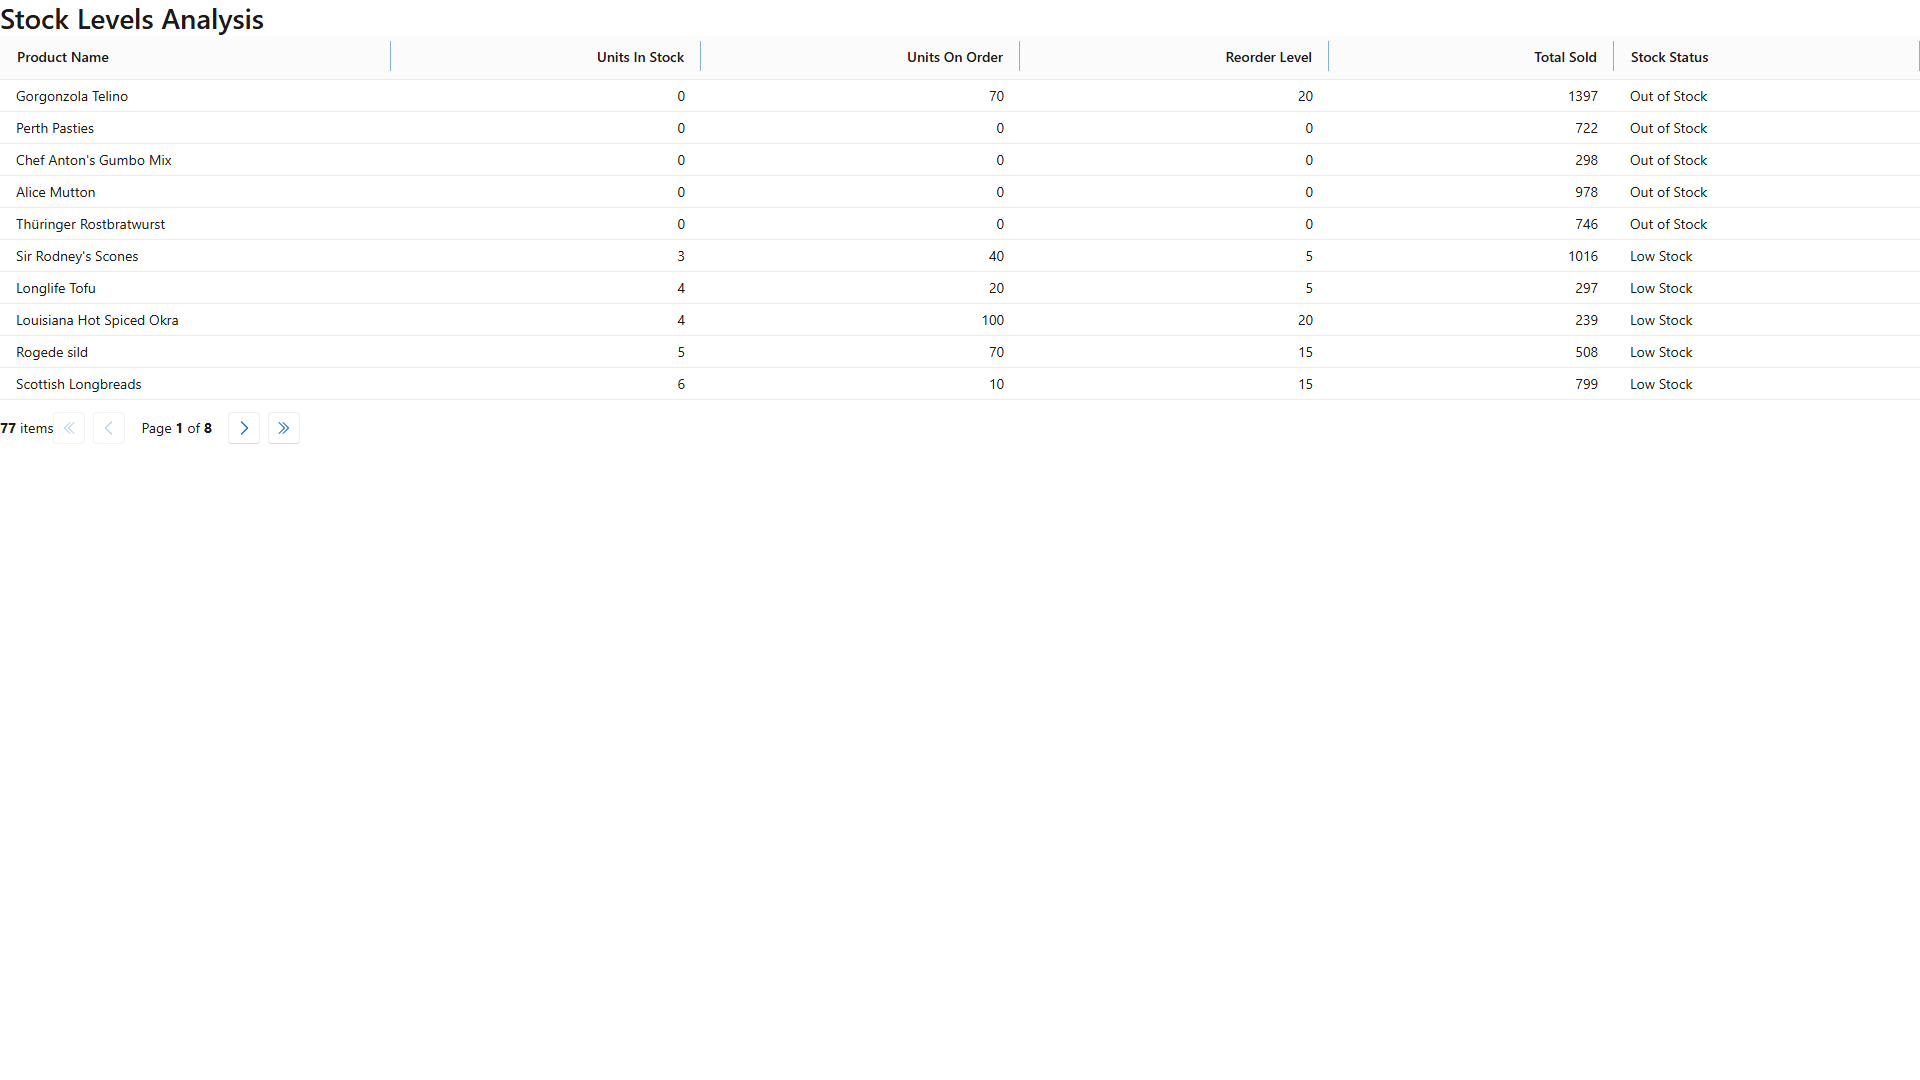 Stock Levels Analysis
Product Name Units In Stock Units On Order Reorder Level Total Sold Stock Status
Gorgonzola Telino 0 70 20 1397 Out of Stock
Perth Pasties 0 0 0 722 Out of Stock
Chef Anton's Gumbo Mix 0 0 0 298 Out of Stock
Alice Mutton 0 0 0 978 Out of Stock
Thüringer Rostbratwurst 0 0 0 746 Out of Stock
Sir Rodney's Scones 3 40 5 1016 Low Stock
Longlife Tofu 4 20 5 297 Low Stock
Louisiana Hot Spiced Okra 4 100 20 239 Low Stock
Rogede sild 5 70 15 508 Low Stock
Scottish Longbreads 6 10 15 799 Low Stock
77 items Page 1 of 8